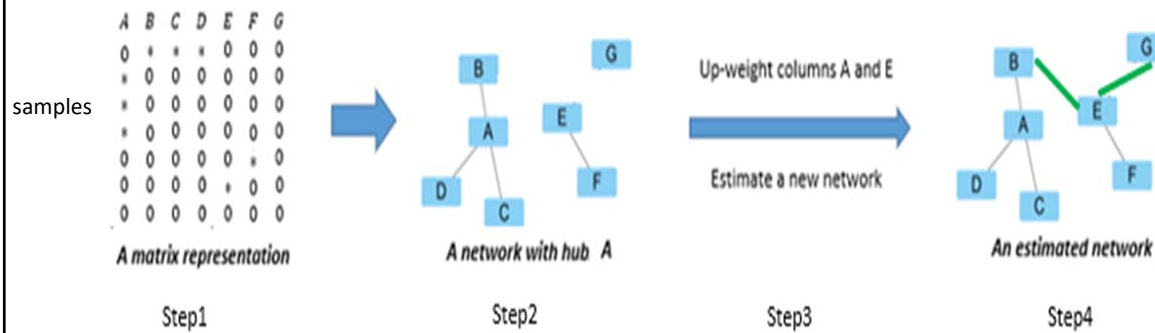 A B C D E F G
0 * * * 0 0 0
* 0 0 0 0 0 0
samples
* 0 0 0 0 0 0
* 0 0 0 0 0 0
0 0 0 0 0 * 0
0 0 0 0 * 0 0
0 0 0 0 0 0 0
A matrix representation
B
G
E
A
D
F
C
A network with hub A
Up-weight columns A and E
Estimate a new network
B
G
E
A
D
F
C
An estimated network
Step1
Step2
Step3
Step4